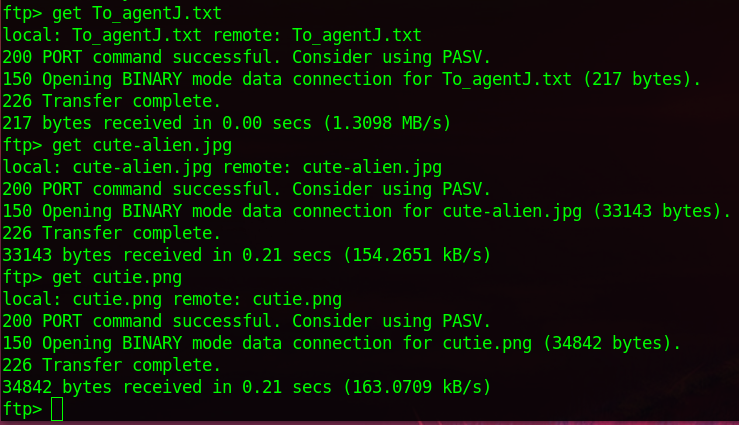 ftp> get To_agentJ.txt
local: To_agentJ.txt remote: To_agentJ.txt
200 PORT command successful. Consider using PASV.
150 Opening BINARY mode data connection for To_agentJ.txt (217 bytes).
226 Transfer complete.
217 bytes received in 0.00 secs (1.3098 MB/s)
ftp> get cute-alien.jpg
local: cute-alien.jpg remote: cute-alien.jpg
200 PORT command successful. Consider using PASV.
150 Opening BINARY mode data connection for cute-alien.jpg (33143 bytes).
226 Transfer complete.
33143 bytes received in 0.21 secs (154.2651 kB/s)
ftp> get cutie.png
local: cutie.png remote: cutie.png
200 PORT command successful. Consider using PASV.
150 Opening BINARY mode data connection for cutie.png (34842 bytes).
226 Transfer complete.
34842 bytes received in 0.21 secs (163.0709 kB/s)
ftp>